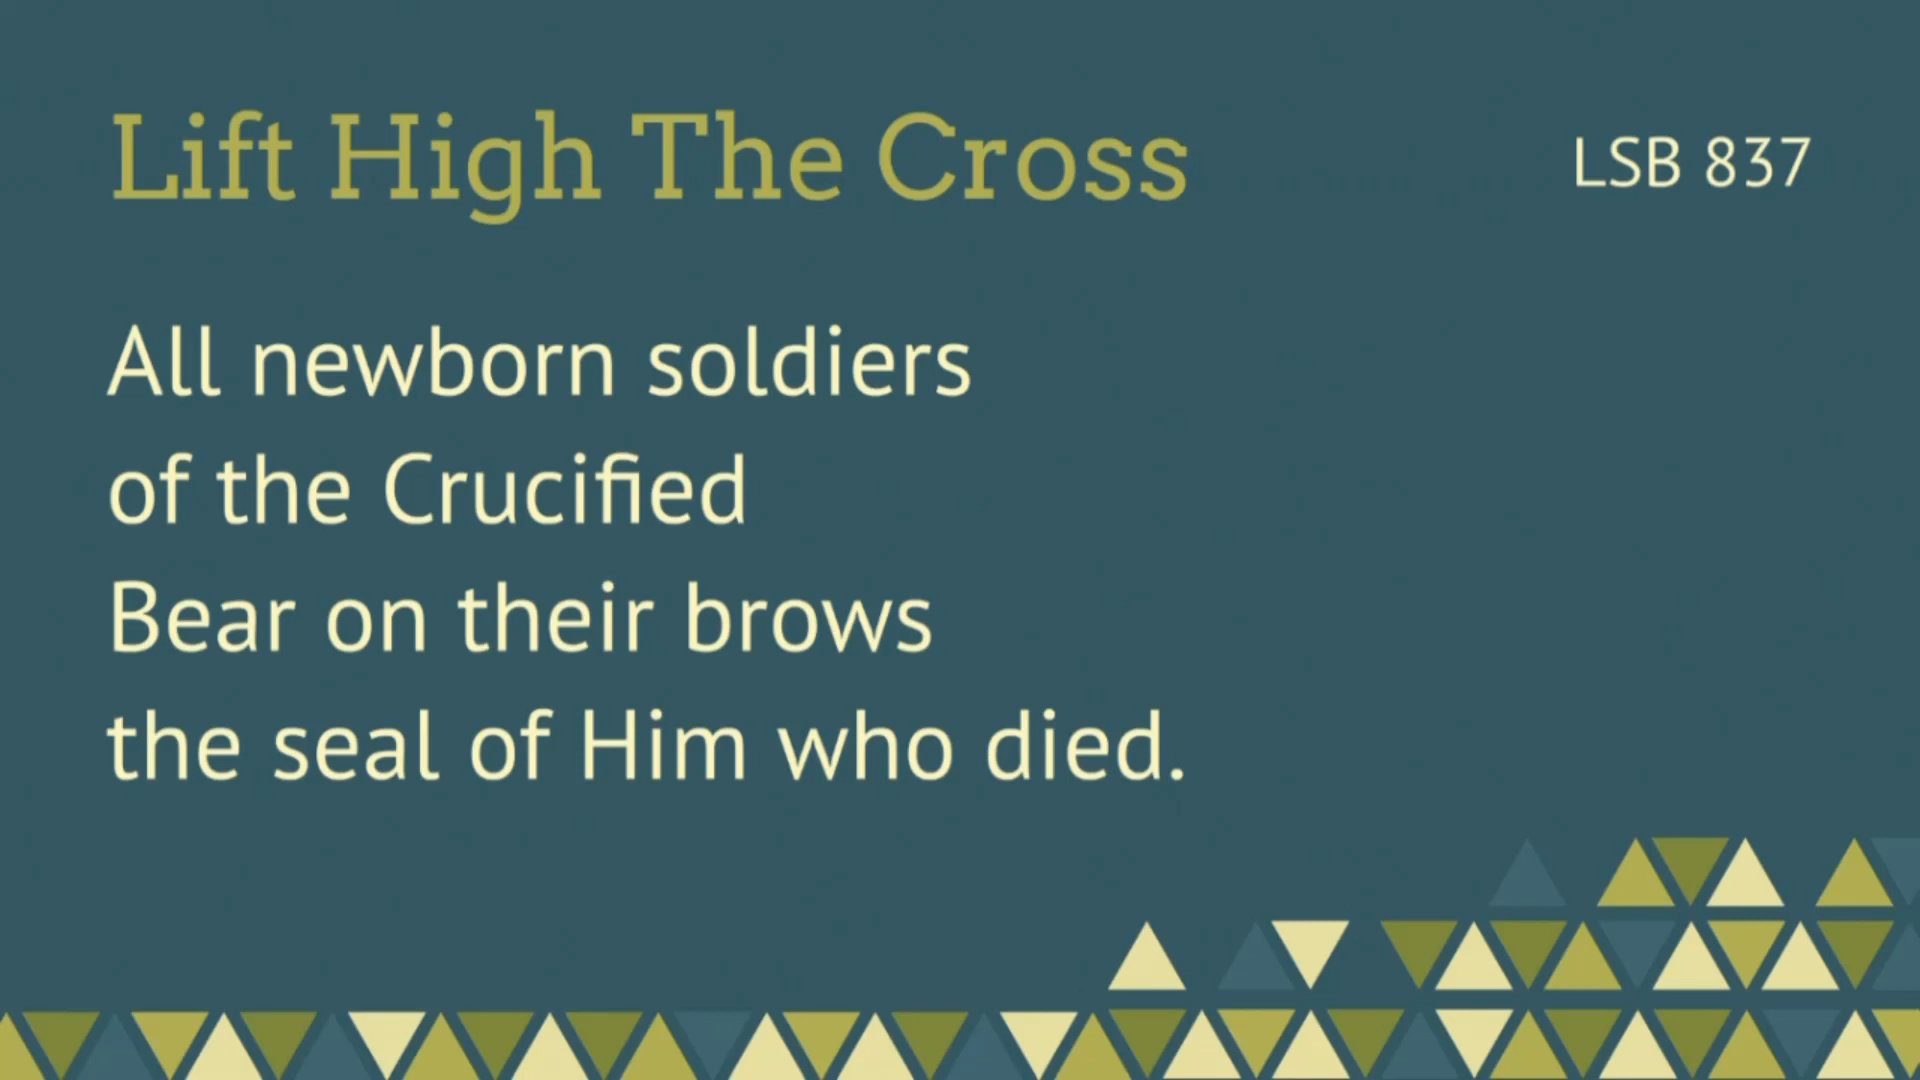 Lift High The Cross
LSB 837
All newborn soldiers
of the Crucified
Bear on their brows
the seal of Him who died.